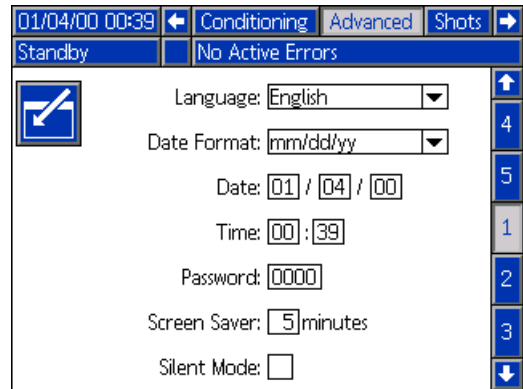 01/04/00 00:39 Conditioning Advanced Shots
Standby No Active Errors
Language: English
4
Date Format: mm/dd/yy
5
Date: 01 / 04 / 00
1
Time: 00 : 39
2
Password: 0000
3
Screen Saver: 5 minutes
Silent Mode: